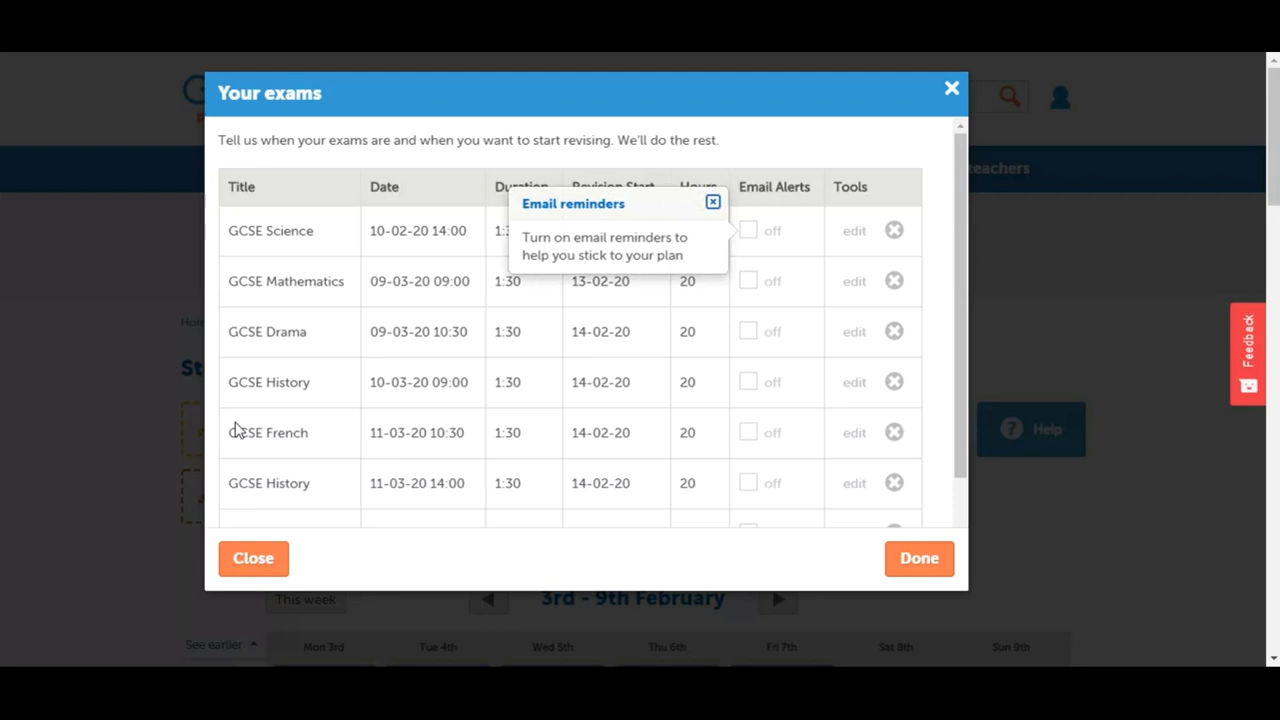 Your exams
teachers
Tell us when your exams are and when you want to start revising. We'll do the rest.
Title Date Duration Revision Start Hours Email Alerts Tools
Email reminders
Turn on email reminders to
help you stick to your plan
GCSE Science 10-02-20 14:00 off edit
GCSE Mathematics 09-03-20 09:00 1:30 13-02-20 20 off edit
GCSE Drama 09-03-20 10:30 1:30 14-02-20 20 off edit
GCSE History 10-03-20 09:00 1:30 14-02-20 20 off edit
GCSE French 11-03-20 10:30 1:30 14-02-20 20 off edit
GCSE History 11-03-20 14:00 1:30 14-02-20 20 off edit
Feedback
? Help
Close Done
This week 3rd - 9th February
See earlier Mon 3rd Tue 4th Wed 5th Thu 6th Fri 7th Sat 8th Sun 9th